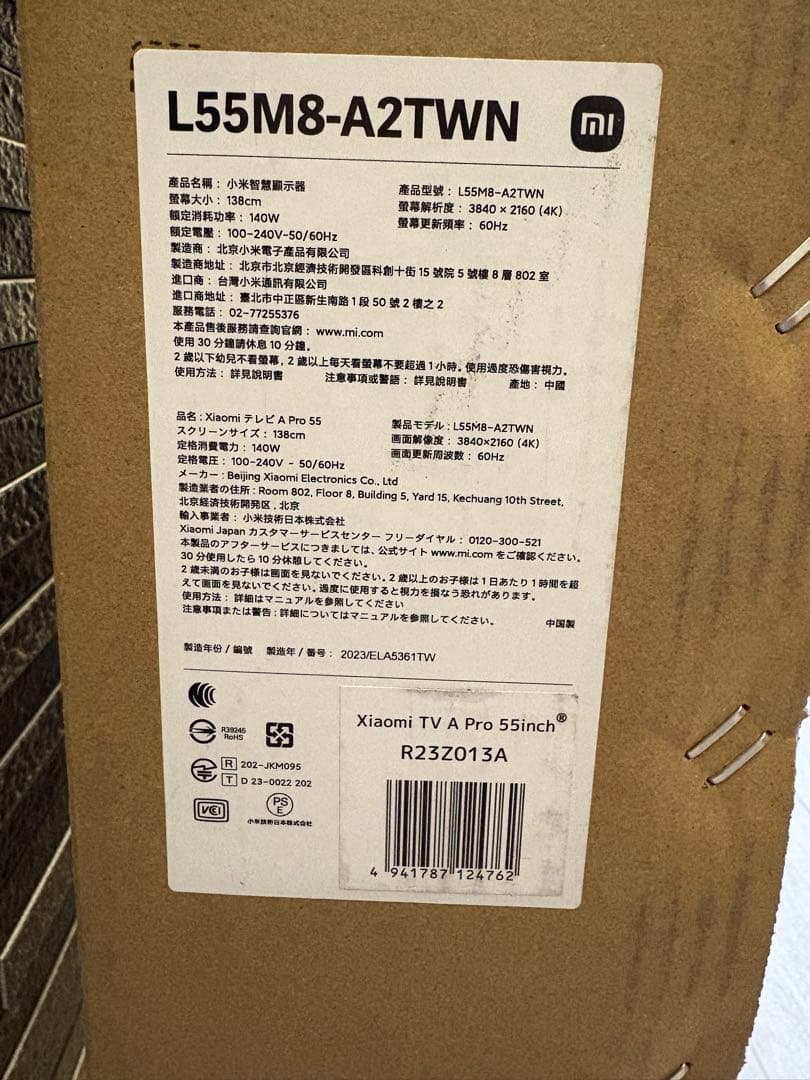 L55M8-A2TWN
mi
產品名稱：小米智慧顯示器
產品型號：L55M8-A2TWN
螢幕大小：138cm
螢幕解析度：3840 × 2160 (4K)
額定消耗功率：140W
螢幕更新頻率：60Hz
額定電壓：100-240V-50/60Hz
製造商：北京小米電子產品有限公司
製造商地址：北京市北京經濟技術開發區科創十街 15 號院 5 號樓 8 層 802 室
進口商：台灣小米通訊有限公司
進口商地址：臺北市中正區新生南路 1 段 50 號 2 樓之 2
服務電話：02-77255376
本產品售後服務請查詢官網：www.mi.com
使用 30 分鐘請休息 10 分鐘。
2 歲以下幼兒不看螢幕，2 歲以上每天看螢幕不要超過 1 小時。使用過度恐傷害視力。
使用方法：詳見說明書 注意事項或警語：詳見說明書 產地：中國
品名：Xiaomi テレビ A Pro 55
製品モデル：L55M8-A2TWN
スクリーンサイズ：138cm
画面解像度：3840×2160 (4K)
定格消費電力：140W
画面更新周波数：60Hz
定格電圧：100-240V - 50/60Hz
メーカー：Beijing Xiaomi Electronics Co., Ltd
製造業者の住所：Room 802, Floor 8, Building 5, Yard 15, Kechuang 10th Street,
北京経済技術開発区，北京
輸入事業者：小米技術日本株式会社
Xiaomi Japan カスタマーサービスセンター フリーダイヤル：0120-300-521
本製品のアフターサービスにつきましては、公式サイト www.mi.com をご確認ください。
30 分使用したら 10 分休憩してください。
2 歳未満のお子様は画面を見ないでください。2 歳以上のお子様は 1 日あたり 1 時間を超
えて画面を見ないでください。過度に使用すると視力を損なう恐れがあります。
使用方法：詳細はマニュアルを参照してください
注意事項または警告：詳細についてはマニュアルを参照してください。 中国製
製造年份 / 編號 製造年 / 番号：2023/ELA5361TW
R39245
RoHS
R 202-JKM095
T D 23-0022 202
VCCI
PS
E
小米技術日本株式会社
Xiaomi TV A Pro 55inch®
R23Z013A
4 941787 124762